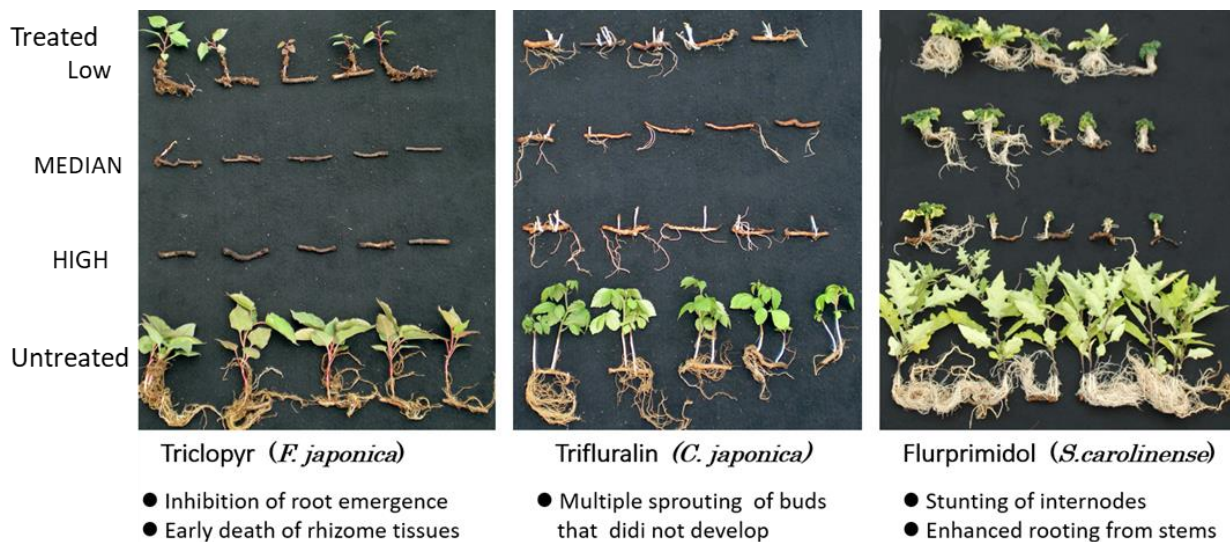 Treated
Low
MEDIAN
HIGH
Untreated
Triclopyr (F. japonica)
● Inhibition of root emergence
● Early death of rhizome tissues
Trifluralin (C. japonica)
● Multiple sprouting of buds
that didi not develop
Flurprimidol (S.carolinense)
● Stunting of internodes
● Enhanced rooting from stems